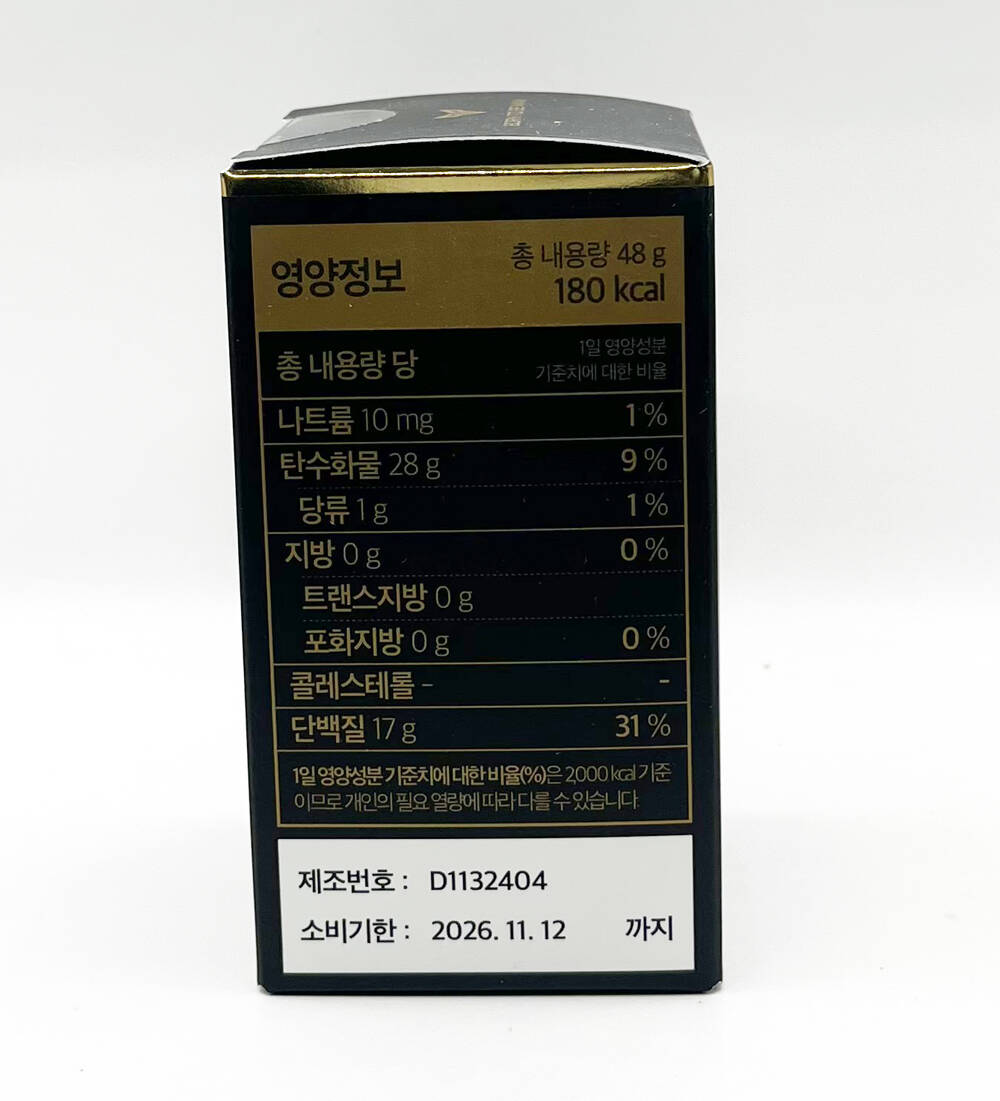 영양정보
총 내용량 48 g
180 kcal
총 내용량 당
1일 영양성분
기준치에 대한 비율
나트륨 10 mg 1 %
탄수화물 28 g 9 %
당류 1 g 1 %
지방 0 g 0 %
트랜스지방 0 g
포화지방 0 g 0 %
콜레스테롤 - -
단백질 17 g 31 %
1일 영양성분 기준치에 대한 비율(%)은 2,000 kcal 기준
이므로 개인의 필요 열량에 따라 다를 수 있습니다.
제조번호 : D1132404
소비기한 : 2026. 11. 12 까지